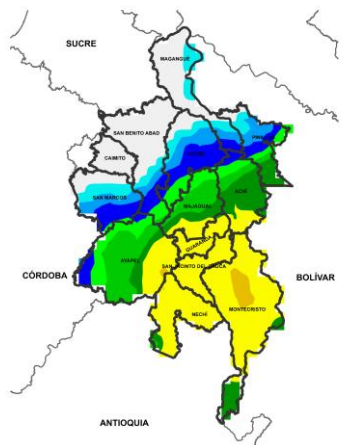 SUCRE
MAGANGUÉ
SAN BENITO ABAD
CAIMITO
SAN MARCOS
ACHÍ
MAJAGUAL
GUARANDA
AYAPEL
SAN JACINTO DEL CAUCA
CÓRDOBA
BOLÍVAR
MONTECRISTO
NECHÍ
ANTIOQUIA